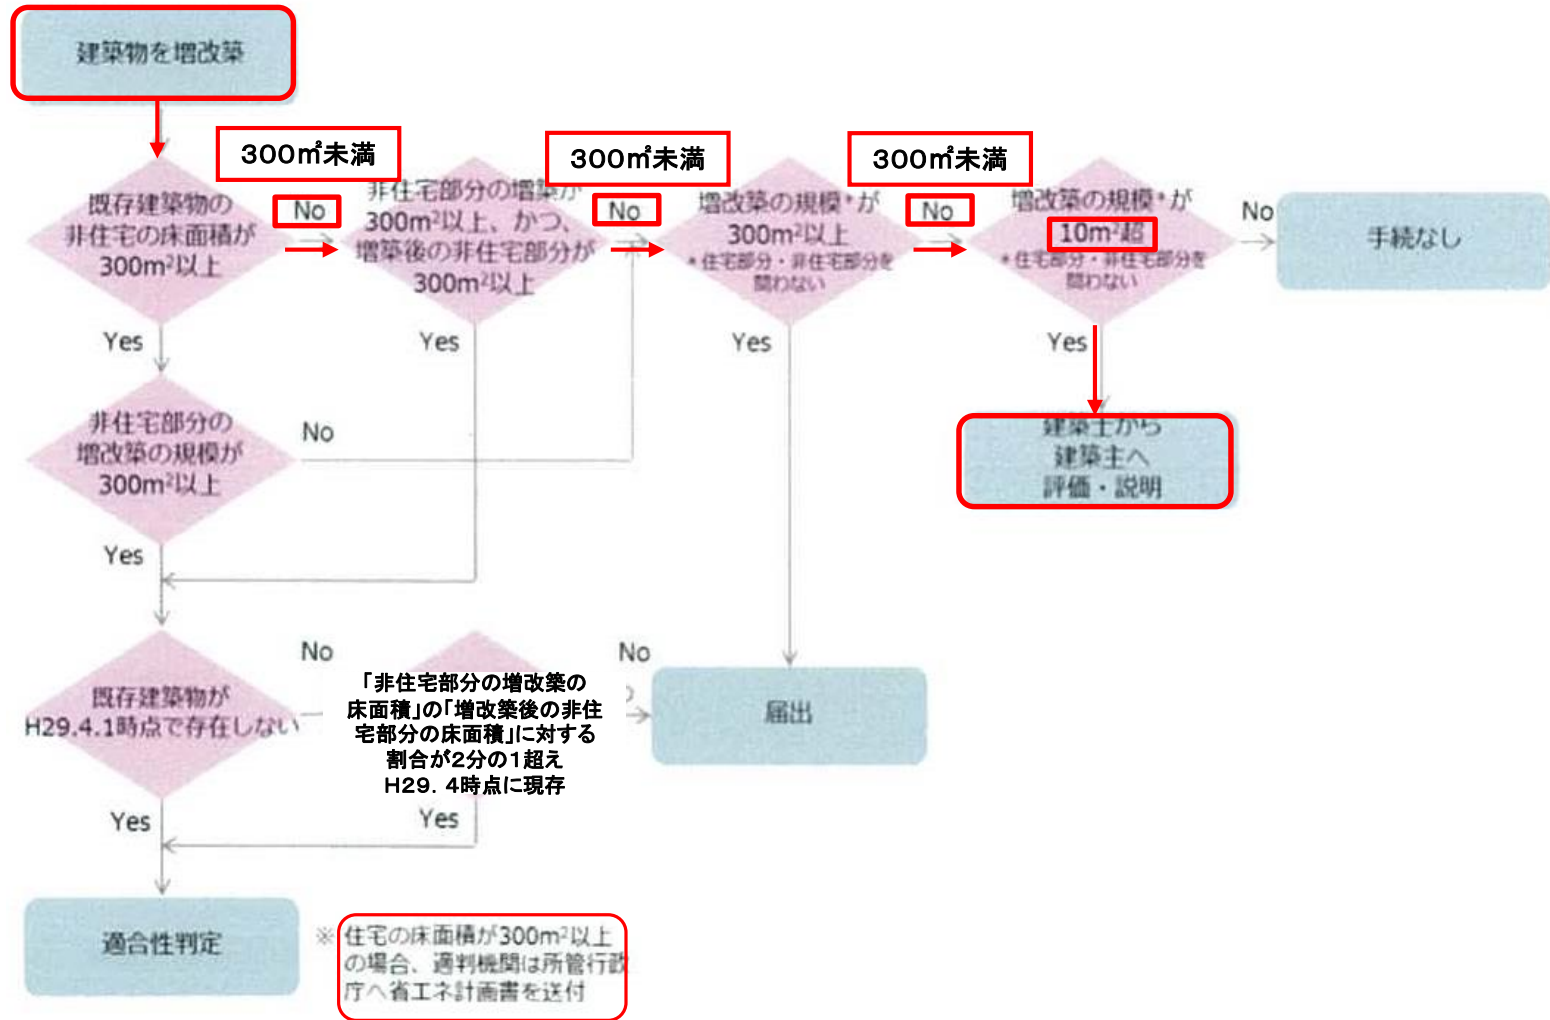 建築物を増改築
300㎡未満
300㎡未満
300㎡未満
既存建築物の
非住宅の床面積が
300m²以上
No
非住宅部分の増築が
300m²以上、かつ、
増築後の非住宅部分が
300m²以上
No
増改築の規模*が
300m²以上
*住宅部分・非住宅部分を
問わない
No
増改築の規模*が
10m²超
*住宅部分・非住宅部分を
問わない
No
手続なし
Yes
Yes
Yes
Yes
非住宅部分の
増改築の規模が
300m²以上
No
建築士から
建築主へ
評価・説明
Yes
既存建築物が
H29.4.1時点で存在しない
No
「非住宅部分の増改築の
床面積」の「増改築後の非住
宅部分の床面積」に対する
割合が2分の1超え
H29．4時点に現存
No
届出
Yes
Yes
適合性判定
※ 住宅の床面積が300m²以上
の場合、適判機関は所管行政
庁へ省エネ計画書を送付